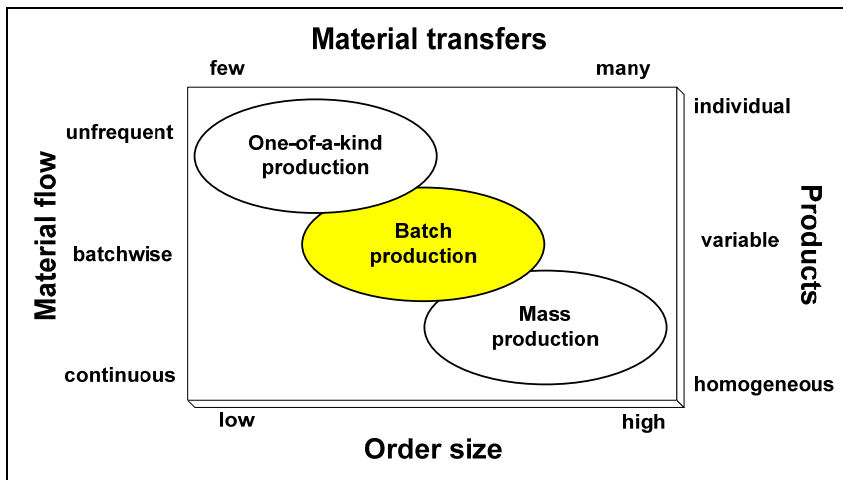 Material transfers
few
many
individual
unfrequent
One-of-a-kind
production
Material flow
Products
Batch
production
variable
batchwise
Mass
production
continuous
homogeneous
low
high
Order size